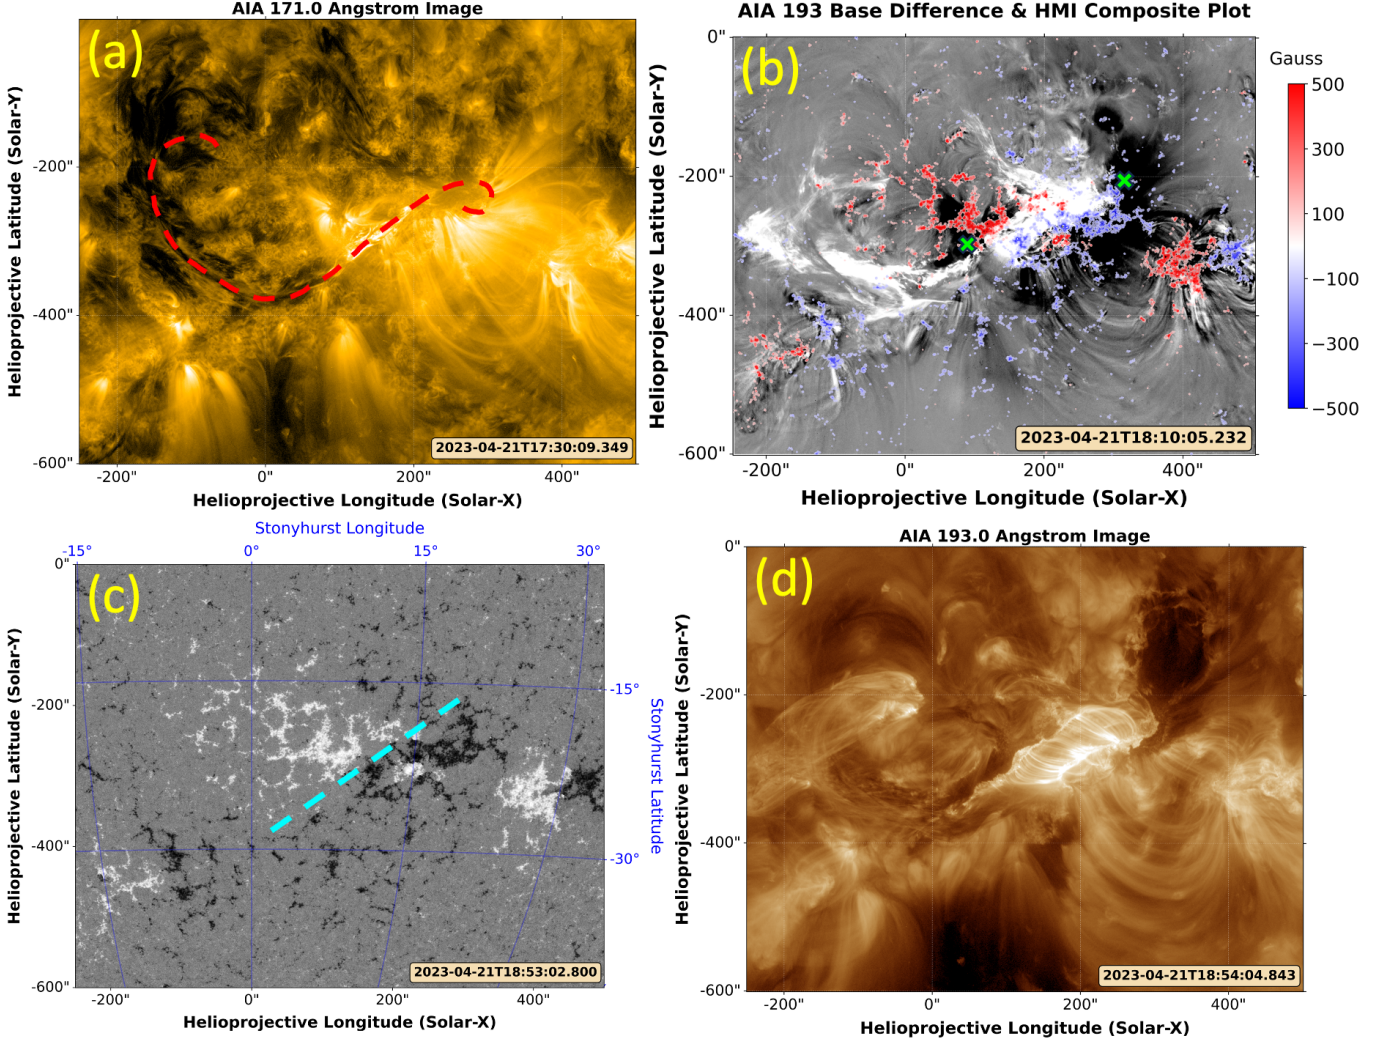 AIA 171.0 Angstrom Image
(a)
Helioprojective Latitude (Solar-Y)
-200"
-400"
-600"
2023-04-21T17:30:09.349
-200"
0"
200"
400"
Helioprojective Longitude (Solar-X)
AIA 193 Base Difference & HMI Composite Plot
(b)
Helioprojective Latitude (Solar-Y)
0"
-200"
-400"
-600"
2023-04-21T18:10:05.232
-200"
0"
200"
400"
Helioprojective Longitude (Solar-X)
Gauss
500
300
100
−100
−300
−500
Stonyhurst Longitude
-15°
0°
15°
30°
(c)
Helioprojective Latitude (Solar-Y)
0"
-200"
-400"
-600"
-15°
-30°
Stonyhurst Latitude
2023-04-21T18:53:02.800
-200"
0"
200"
400"
Helioprojective Longitude (Solar-X)
AIA 193.0 Angstrom Image
(d)
Helioprojective Latitude (Solar-Y)
0"
-200"
-400"
-600"
2023-04-21T18:54:04.843
-200"
0"
200"
400"
Helioprojective Longitude (Solar-X)